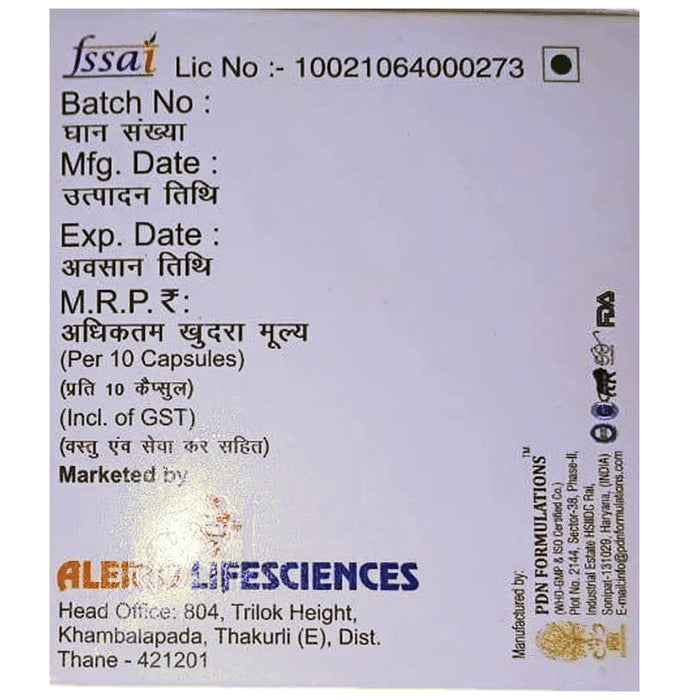 fssai Lic No :- 10021064000273
Batch No :
घान संख्या
Mfg. Date :
उत्पादन तिथि
Exp. Date :
अवसान तिथि
M.R.P. ₹:
अधिकतम खुदरा मूल्य
(Per 10 Capsules)
(प्रति 10 कैप्सुल)
(Incl. of GST)
(वस्तु एंव सेवा कर सहित)
Marketed by
LIFESCIENCES
Head Office: 804, Trilok Height,
Khambalapada, Thakurli (E), Dist.
Thane - 421201
Manufactured by:
PDN FORMULATIONS™
(WHO-GMP & ISO Certified Co.)
Plot No. 2144, Sector-38, Phase-II,
Industrial Estate HSIIDC Rai,
Sonipat-131029, Haryana, (INDIA)
E-mail:info@pdnformulations.com
FDA